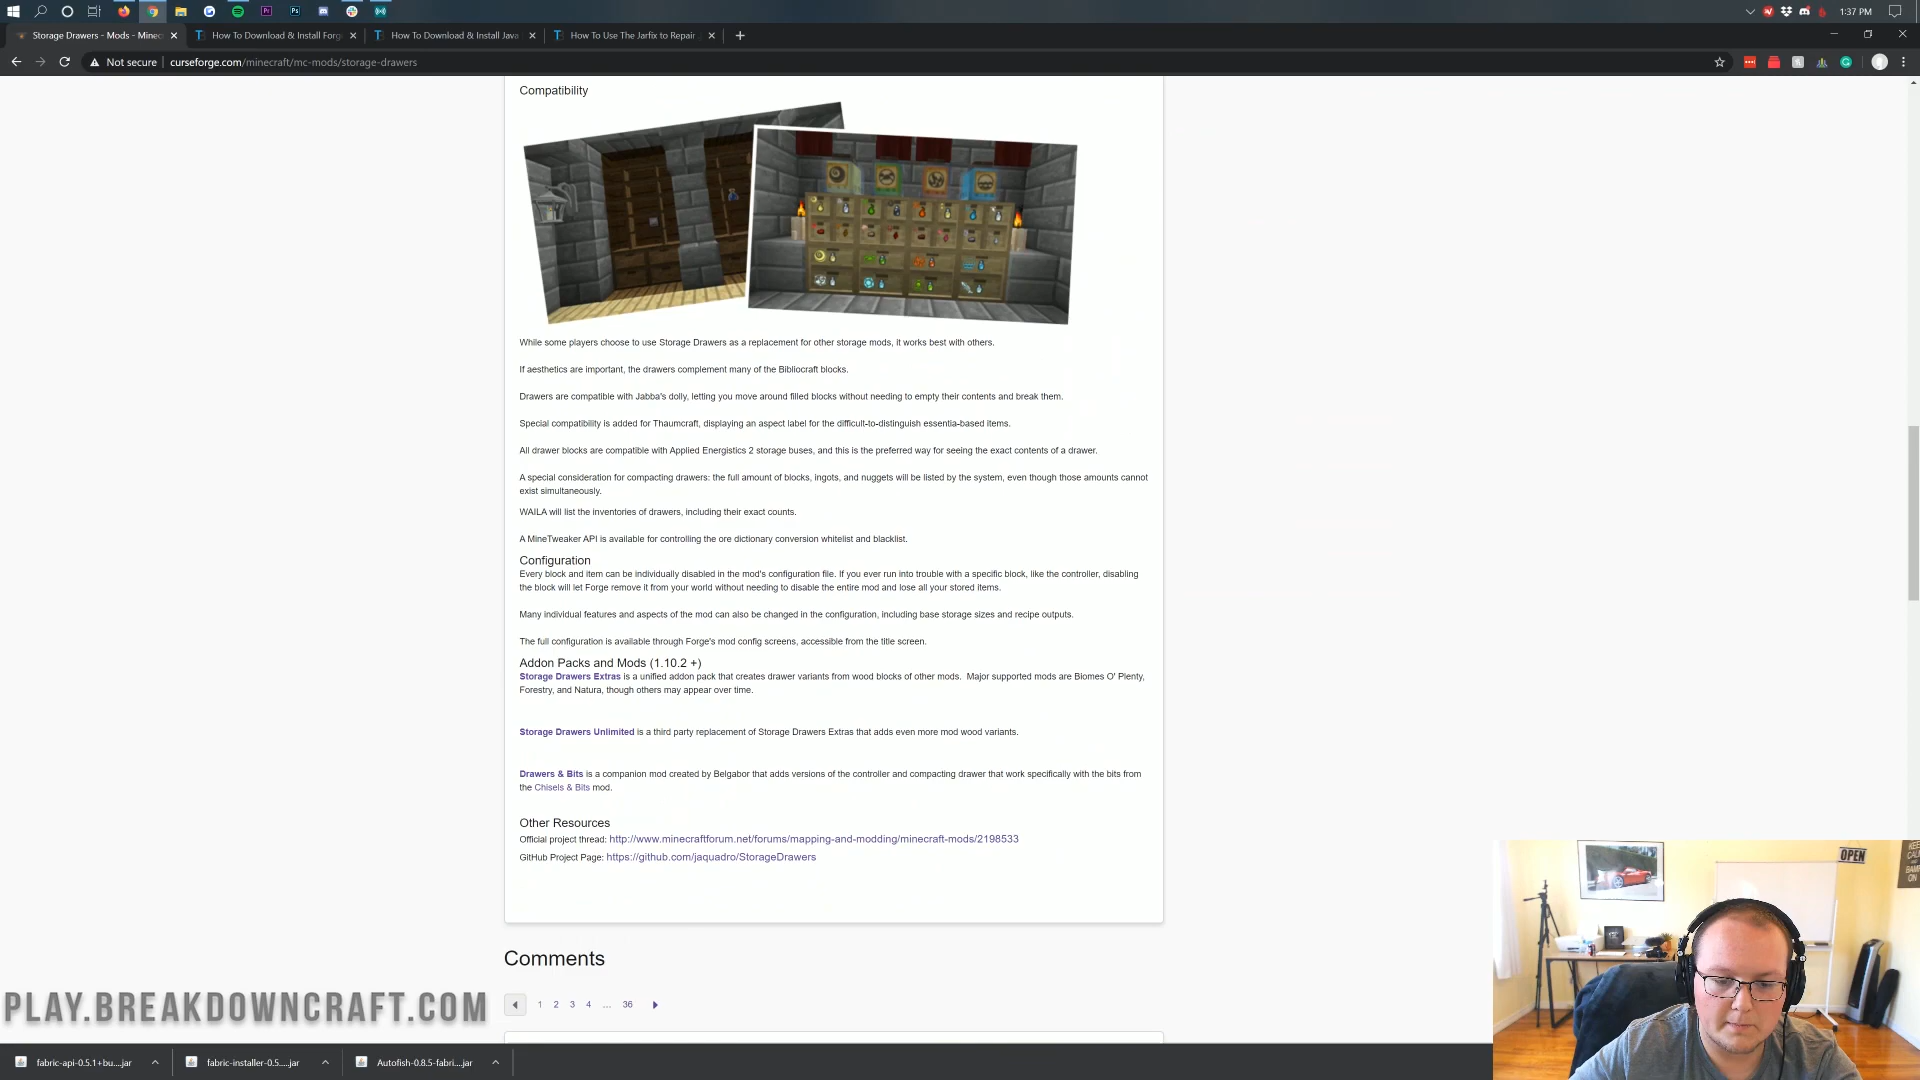 1:37 PM
Storage Drawers - Mods - Minec
How To Download & Install Forg
How To Download & Install Java
How To Use The Jarfix to Repair
Not secure
curseforge.com/minecraft/mc-mods/storage-drawers
Compatibility
While some players choose to use Storage Drawers as a replacement for other storage mods, it works best with others.
If aesthetics are important, the drawers complement many of the Bibliocraft blocks.
Drawers are compatible with Jabba's dolly, letting you move around filled blocks without needing to empty their contents and break them.
Special compatibility is added for Thaumcraft, displaying an aspect label for the difficult-to-distinguish essentia-based items.
All drawer blocks are compatible with Applied Energistics 2 storage buses, and this is the preferred way for seeing the exact contents of a drawer.
A special consideration for compacting drawers: the full amount of blocks, ingots, and nuggets will be listed by the system, even though those amounts cannot
exist simultaneously.
WAILA will list the inventories of drawers, including their exact counts.
A MineTweaker API is available for controlling the ore dictionary conversion whitelist and blacklist.
Configuration
Every block and item can be individually disabled in the mod's configuration file. If you ever run into trouble with a specific block, like the controller, disabling
the block will let Forge remove it from your world without needing to disable the entire mod and lose all your stored items.
Many individual features and aspects of the mod can also be changed in the configuration, including base storage sizes and recipe outputs.
The full configuration is available through Forge's mod config screens, accessible from the title screen.
Addon Packs and Mods (1.10.2 +)
Storage Drawers Extras is a unified addon pack that creates drawer variants from wood blocks of other mods. Major supported mods are Biomes O' Plenty,
Forestry, and Natura, though others may appear over time.
Storage Drawers Unlimited is a third party replacement of Storage Drawers Extras that adds even more mod wood variants.
Drawers & Bits is a companion mod created by Belgabor that adds versions of the controller and compacting drawer that work specifically with the bits from
the Chisels & Bits mod.
Other Resources
Official project thread: http://www.minecraftforum.net/forums/mapping-and-modding/minecraft-mods/2198533
GitHub Project Page: https://github.com/jaquadro/StorageDrawers
OPEN
Comments
1 2 3 4 ... 36
PLAY.BREAKDOWNCRAFT.COM
fabric-api-0.5.1+bu....jar
fabric-installer-0.5....jar
Autofish-0.8.5-fabri....jar